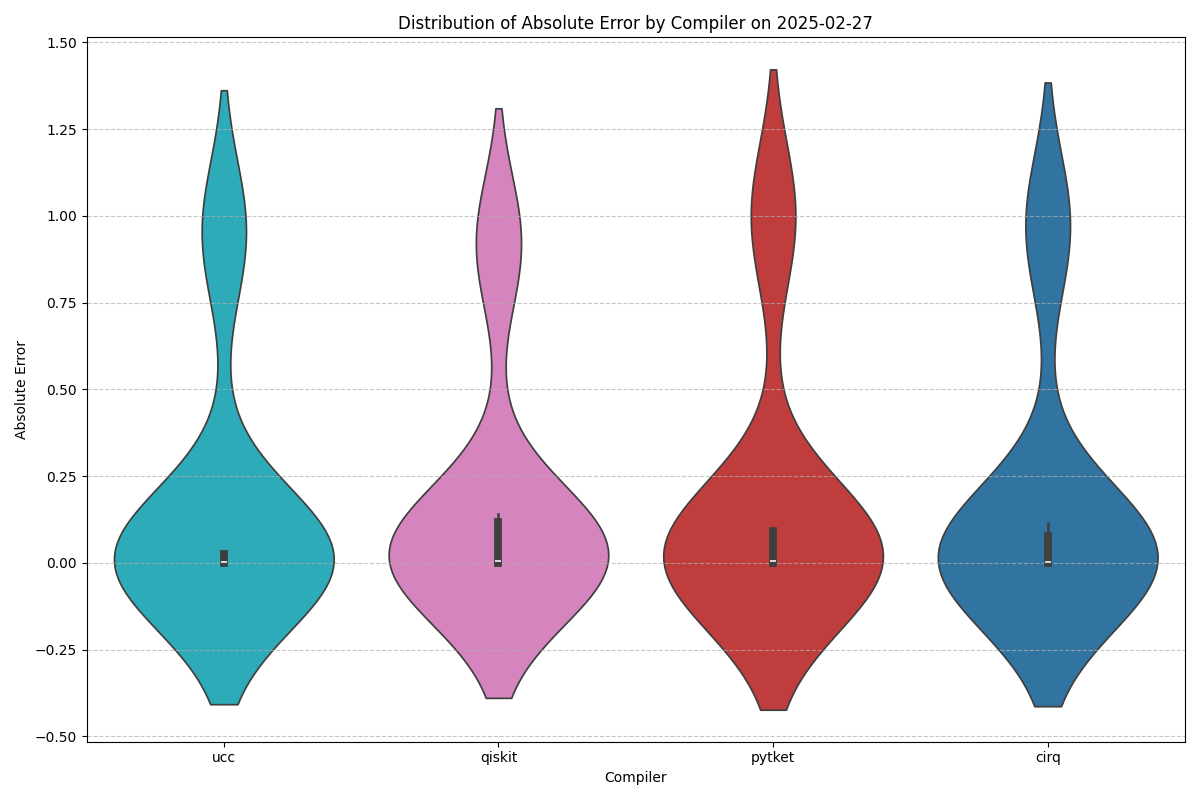 Distribution of Absolute Error by Compiler on 2025-02-27
1.50
1.25
1.00
0.75
0.50
0.25
0.00
−0.25
−0.50
Absolute Error
ucc
qiskit
pytket
cirq
Compiler